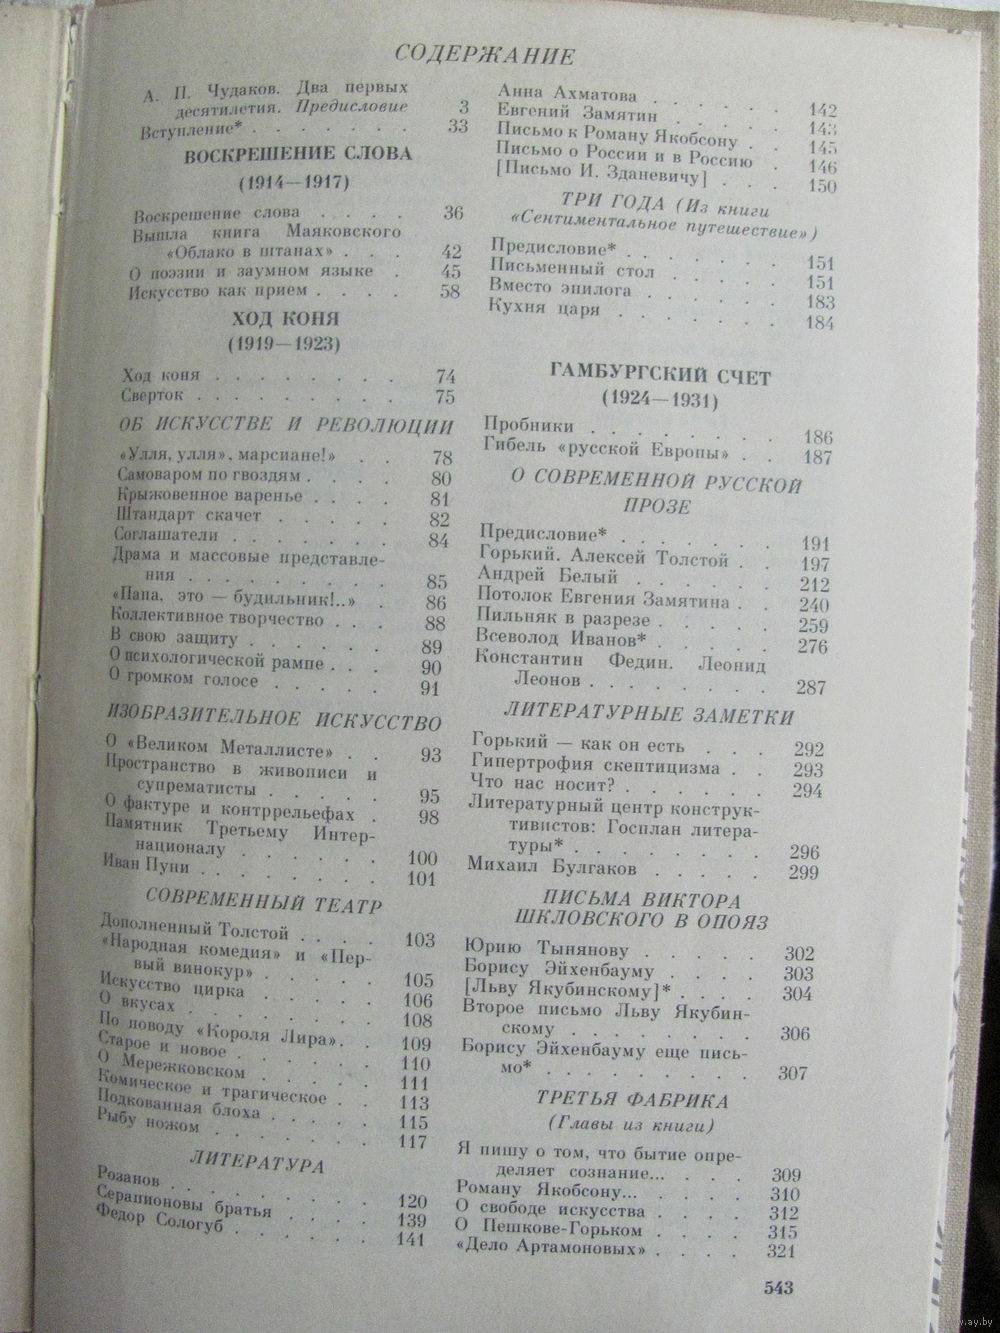 СОДЕРЖАНИЕ
А. П. Чудаков. Два первых
десятилетия. Предисловие 3
Вступление* . . . . . . . 33
ВОСКРЕШЕНИЕ СЛОВА
(1914—1917)
Воскрешение слова . . . . 36
Вышла книга Маяковского
«Облако в штанах» . . . 42
О поэзии и заумном языке . 45
Искусство как прием . . . . 58
ХОД КОНЯ
(1919—1923)
Ход коня . . . . . . . . 74
Сверток . . . . . . . . . 75
ОБ ИСКУССТВЕ И РЕВОЛЮЦИИ
«Улля, улля», марсиане!» . . 78
Самоваром по гвоздям . . . . 80
Крыжовенное варенье . . . . 81
Штандарт скачет . . . . . 82
Соглашатели . . . . . . . 84
Драма и массовые представле-
ния . . . . . . . . . 85
«Папа, это — будильник!..» . 86
Коллективное творчество . . . 88
В свою защиту . . . . . . 89
О психологической рампе . . . 90
О громком голосе . . . . . 91
ИЗОБРАЗИТЕЛЬНОЕ ИСКУССТВО
О «Великом Металлисте» . . 93
Пространство в живописи и
супрематисты . . . . . 95
О фактуре и контррельефах . 98
Памятник Третьему Интер-
националу . . . . . . 100
Иван Пуни . . . . . . . 101
СОВРЕМЕННЫЙ ТЕАТР
Дополненный Толстой . . . . 103
«Народная комедия» и «Пер-
вый винокур» . . . . . 105
Искусство цирка . . . . . 106
О вкусах . . . . . . . . 108
По поводу «Короля Лира» . . 109
Старое и новое . . . . . . 110
О Мережковском . . . . . 111
Комическое и трагическое . . 113
Подкованная блоха . . . . . 115
Рыбу ножом . . . . . . . 117
ЛИТЕРАТУРА
Розанов . . . . . . . . . 120
Серапионовы братья . . . . 139
Федор Сологуб . . . . . . 141
Анна Ахматова . . . . . . 142
Евгений Замятин . . . . . 143
Письмо к Роману Якобсону . . 145
Письмо о России и в Россию . 146
[Письмо И. Зданевичу] . . . 150
ТРИ ГОДА (Из книги
«Сентиментальное путешествие»)
Предисловие* . . . . . . . 151
Письменный стол . . . . . 151
Вместо эпилога . . . . . . 183
Кухня царя . . . . . . . 184
ГАМБУРГСКИЙ СЧЕТ
(1924—1931)
Пробники . . . . . . . . 186
Гибель «русской Европы» . . 187
О СОВРЕМЕННОЙ РУССКОЙ
ПРОЗЕ
Предисловие* . . . . . . . 191
Горький. Алексей Толстой . . 197
Андрей Белый . . . . . . 212
Потолок Евгения Замятина . . 240
Пильняк в разрезе . . . . . 259
Всеволод Иванов* . . . . . 276
Константин Федин. Леонид
Леонов . . . . . . . . 287
ЛИТЕРАТУРНЫЕ ЗАМЕТКИ
Горький — как он есть . . . 292
Гипертрофия скептицизма . . 293
Что нас носит? . . . . . . 294
Литературный центр конструк-
тивистов: Госплан литера-
туры* . . . . . . . . 296
Михаил Булгаков . . . . . 299
ПИСЬМА ВИКТОРА
ШКЛОВСКОГО В ОПОЯЗ
Юрию Тынянову . . . . . 302
Борису Эйхенбауму . . . . 303
[Льву Якубинскому]* . . . . 304
Второе письмо Льву Якубин-
скому . . . . . . . . 306
Борису Эйхенбауму еще пись-
мо* . . . . . . . . . 307
ТРЕТЬЯ ФАБРИКА
(Главы из книги)
Я пишу о том, что бытие опре-
деляет сознание... . . . 309
Роману Якобсону... . . . . 310
О свободе искусства . . . . 312
О Пешкове-Горьком . . . . 315
«Дело Артамоновых» . . . . 321
543
.ay.by